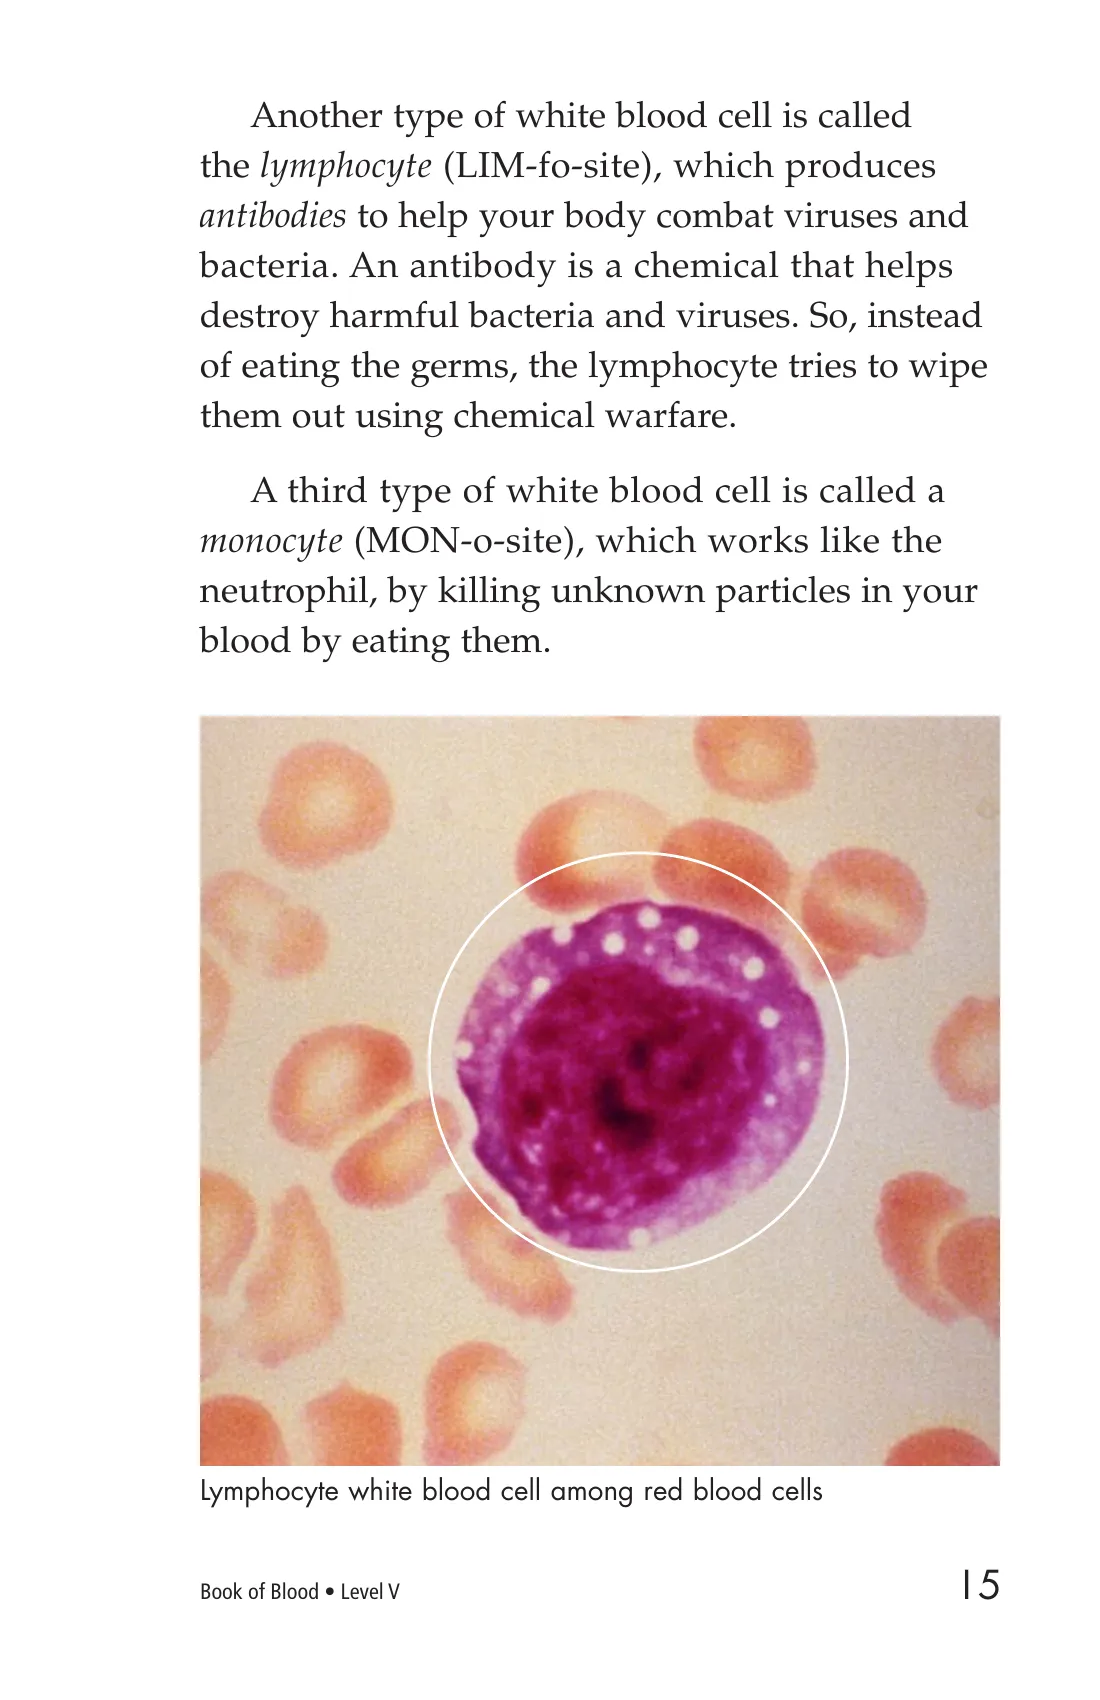 Another type of white blood cell is called
the lymphocyte (LIM-fo-site), which produces
antibodies to help your body combat viruses and
bacteria. An antibody is a chemical that helps
destroy harmful bacteria and viruses. So, instead
of eating the germs, the lymphocyte tries to wipe
them out using chemical warfare.
A third type of white blood cell is called a
monocyte (MON-o-site), which works like the
neutrophil, by killing unknown particles in your
blood by eating them.
Lymphocyte white blood cell among red blood cells
Book of Blood • Level V
15